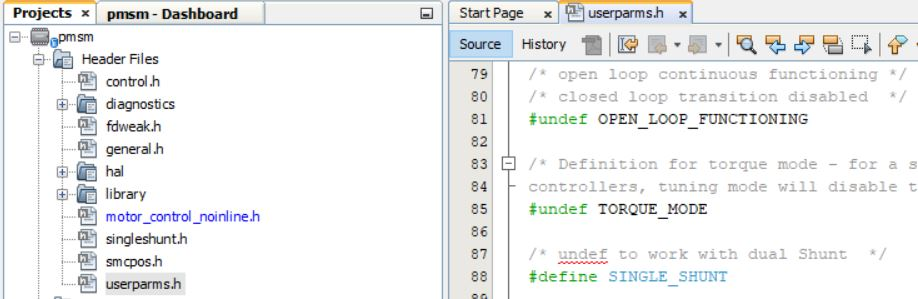 Projects × pmsm - Dashboard
pmsm
Header Files
control.h
diagnostics
fdweak.h
general.h
hal
library
motor_control_noinline.h
singleshunt.h
smcpos.h
userparms.h
Start Page × userparms.h ×
Source History
79 /* open loop continuous functioning */
80 /* closed loop transition disabled */
81 #undef OPEN_LOOP_FUNCTIONING
82
83 /* Definition for torque mode - for a s
84 controllers, tuning mode will disable t
85 #undef TORQUE_MODE
86
87 /* undef to work with dual Shunt */
88 #define SINGLE_SHUNT